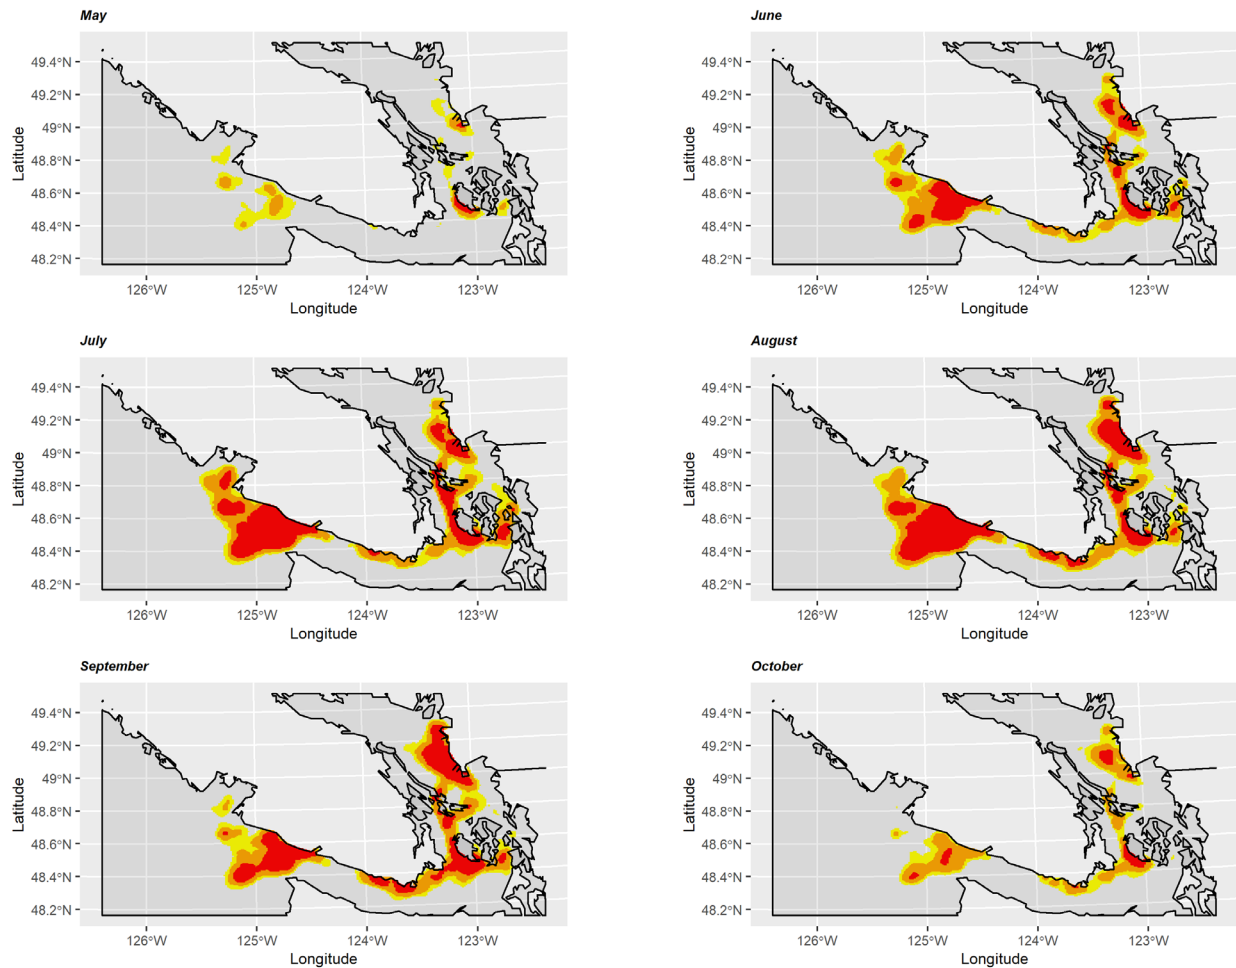 May
June
49.4°N
49.2°N
49°N
48.8°N
48.6°N
48.4°N
48.2°N
Latitude
126°W
125°W
124°W
123°W
Longitude
49.4°N
49.2°N
49°N
48.8°N
48.6°N
48.4°N
48.2°N
Latitude
126°W
125°W
124°W
123°W
Longitude
July
August
49.4°N
49.2°N
49°N
48.8°N
48.6°N
48.4°N
48.2°N
Latitude
126°W
125°W
124°W
123°W
Longitude
49.4°N
49.2°N
49°N
48.8°N
48.6°N
48.4°N
48.2°N
Latitude
126°W
125°W
124°W
123°W
Longitude
September
October
49.4°N
49.2°N
49°N
48.8°N
48.6°N
48.4°N
48.2°N
Latitude
126°W
125°W
124°W
123°W
Longitude
49.4°N
49.2°N
49°N
48.8°N
48.6°N
48.4°N
48.2°N
Latitude
126°W
125°W
124°W
123°W
Longitude